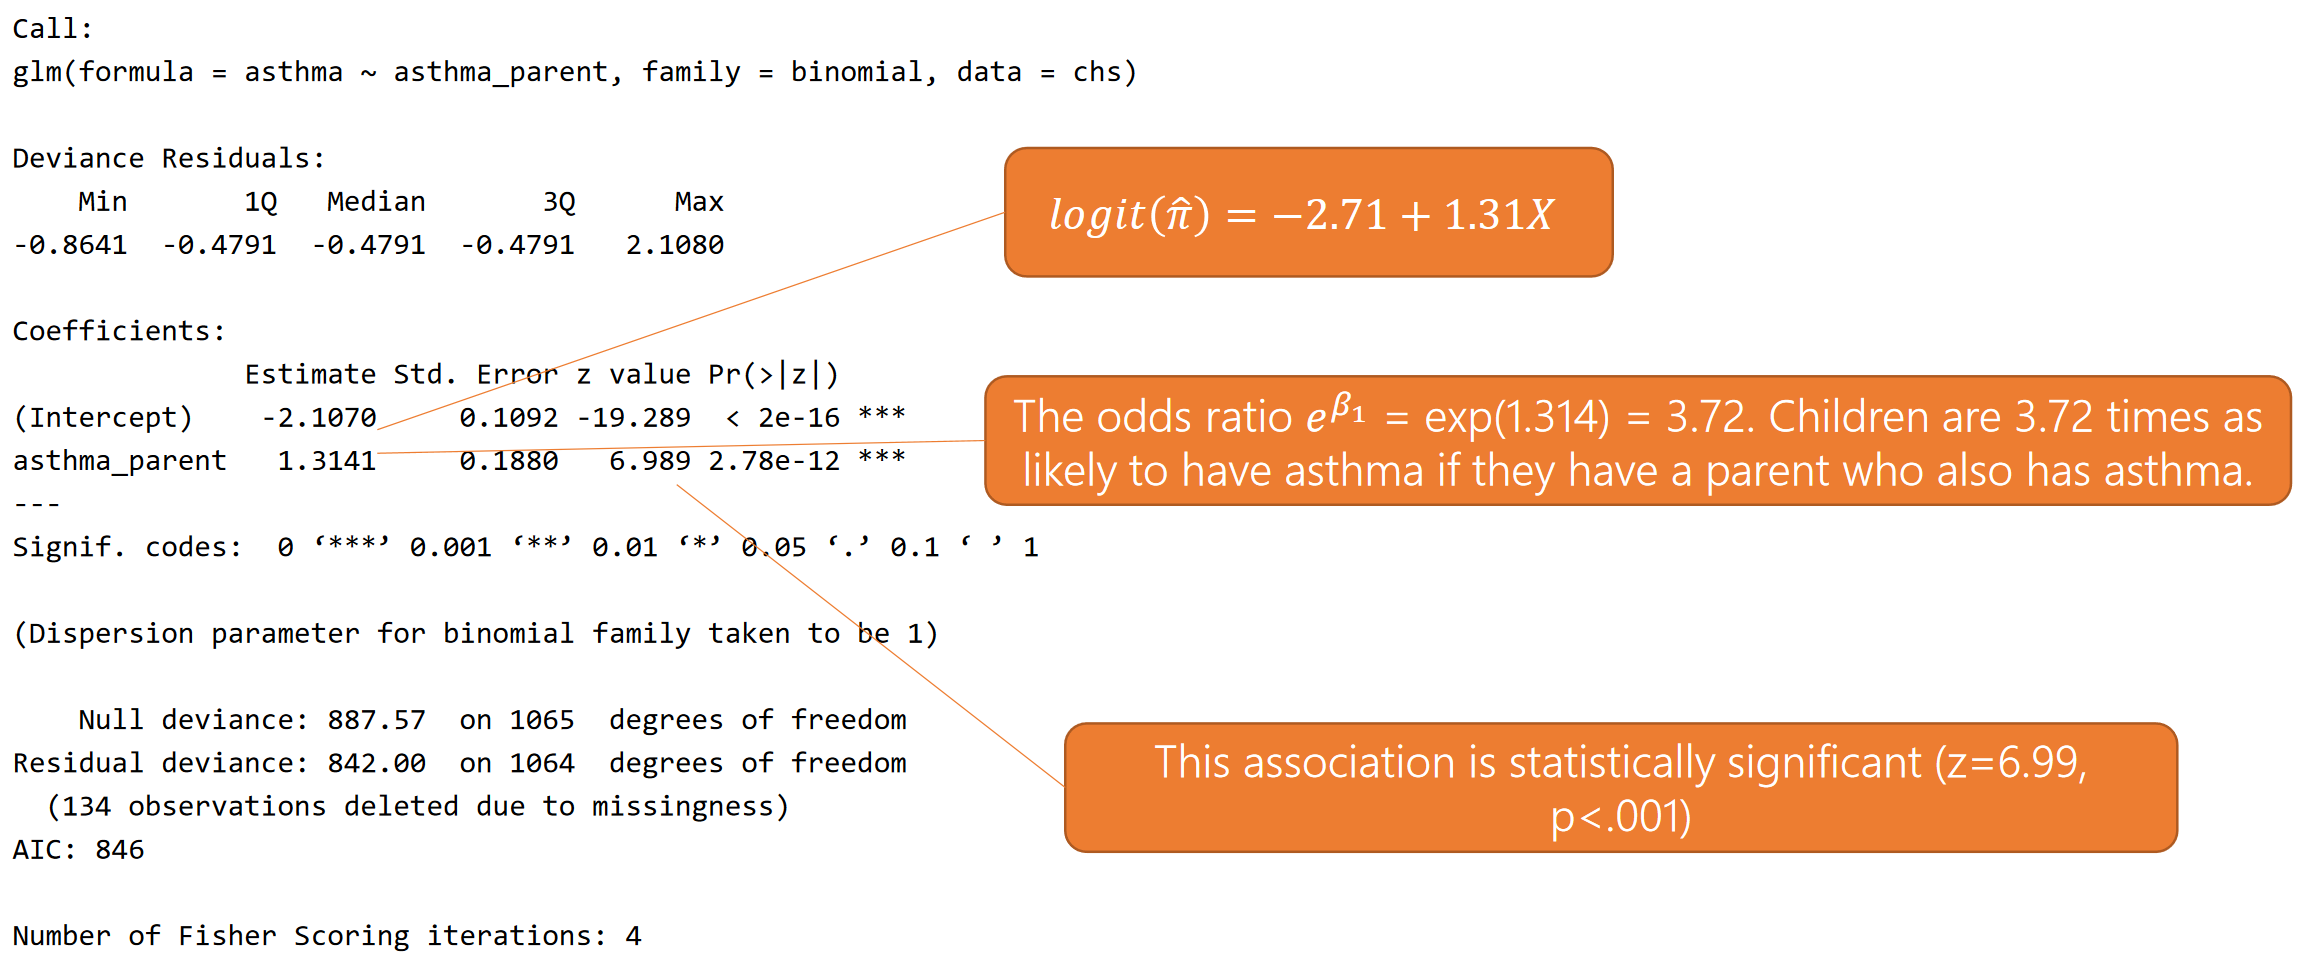 Call:
glm(formula = asthma ~ asthma_parent, family = binomial, data = chs)
Deviance Residuals:
    Min       1Q   Median       3Q      Max
-0.8641  -0.4791  -0.4791  -0.4791   2.1080
logit(π̂) = −2.71 + 1.31X
Coefficients:
              Estimate Std. Error z value Pr(>|z|)
(Intercept)    -2.1070     0.1092 -19.289  < 2e-16 ***
asthma_parent   1.3141     0.1880   6.989 2.78e-12 ***
---
The odds ratio e^β₁ = exp(1.314) = 3.72. Children are 3.72 times as
likely to have asthma if they have a parent who also has asthma.
Signif. codes:  0 ‘***’ 0.001 ‘**’ 0.01 ‘*’ 0.05 ‘.’ 0.1 ‘ ’ 1
(Dispersion parameter for binomial family taken to be 1)
    Null deviance: 887.57  on 1065  degrees of freedom
Residual deviance: 842.00  on 1064  degrees of freedom
  (134 observations deleted due to missingness)
AIC: 846
This association is statistically significant (z=6.99,
p<.001)
Number of Fisher Scoring iterations: 4